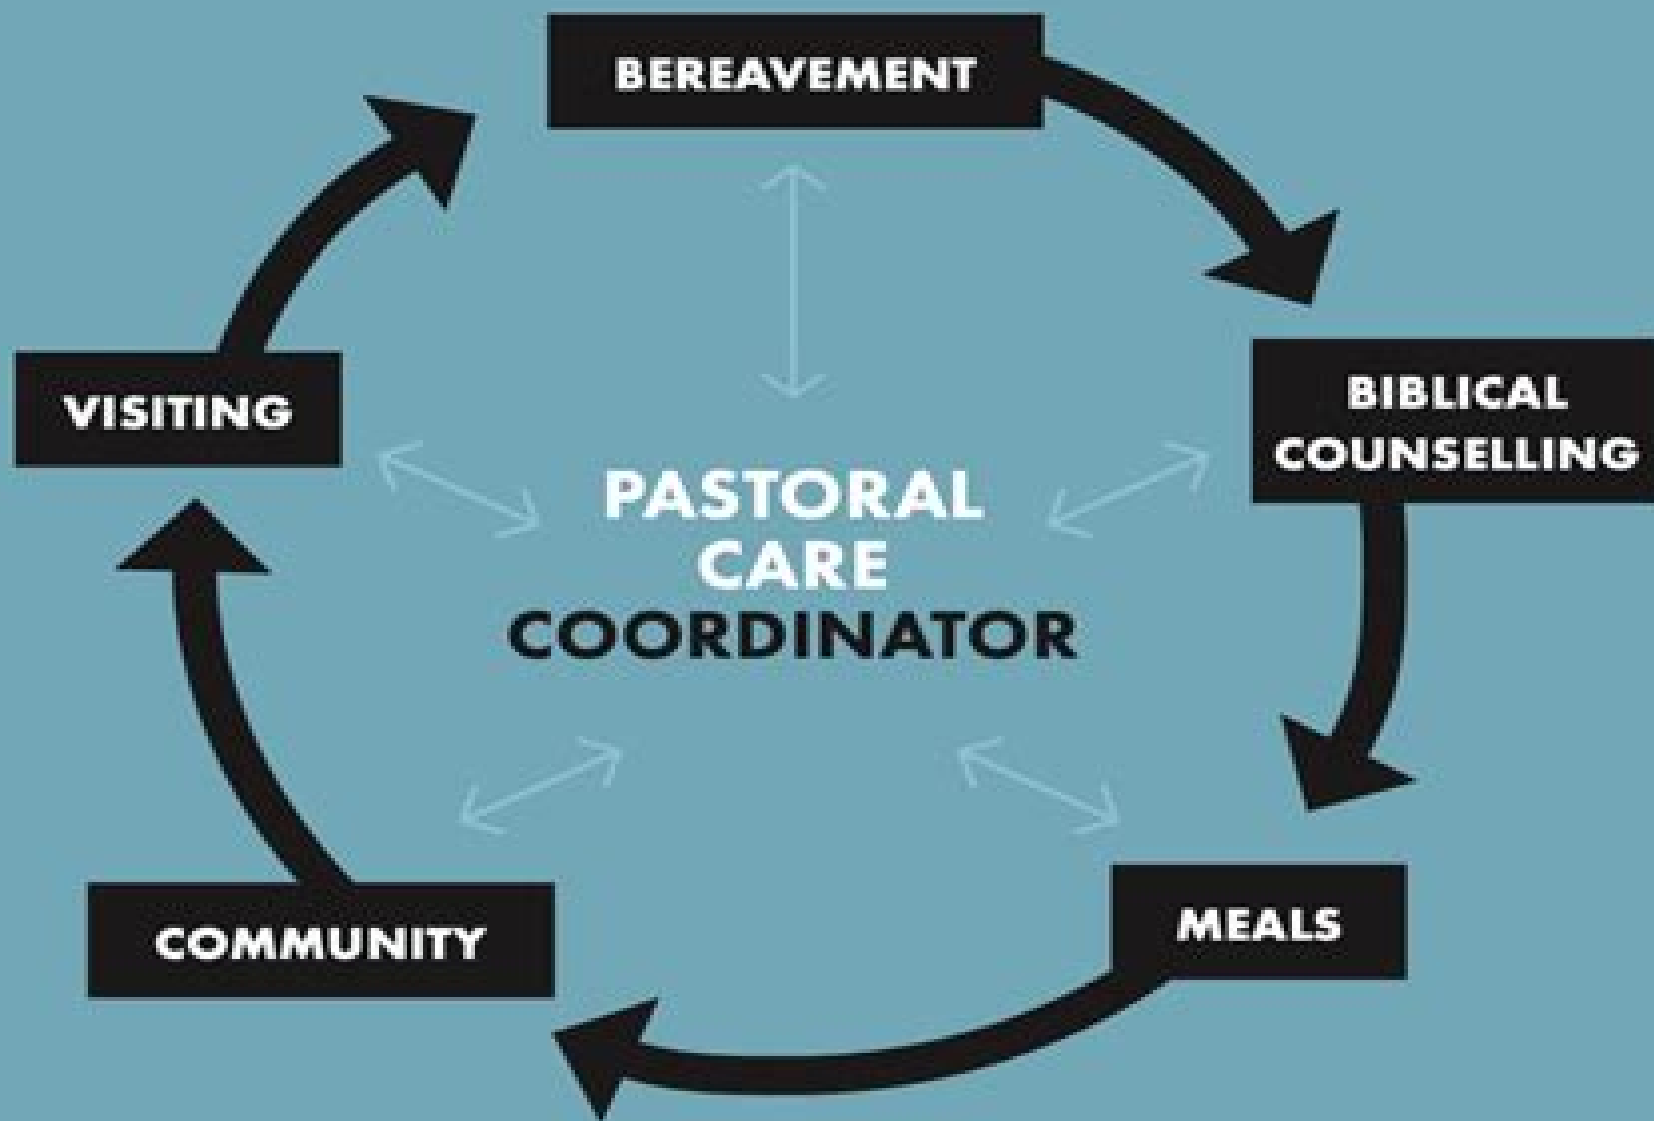 BEREAVEMENT
VISITING
BIBLICAL
COUNSELLING
PASTORAL
CARE
COORDINATOR
COMMUNITY
MEALS